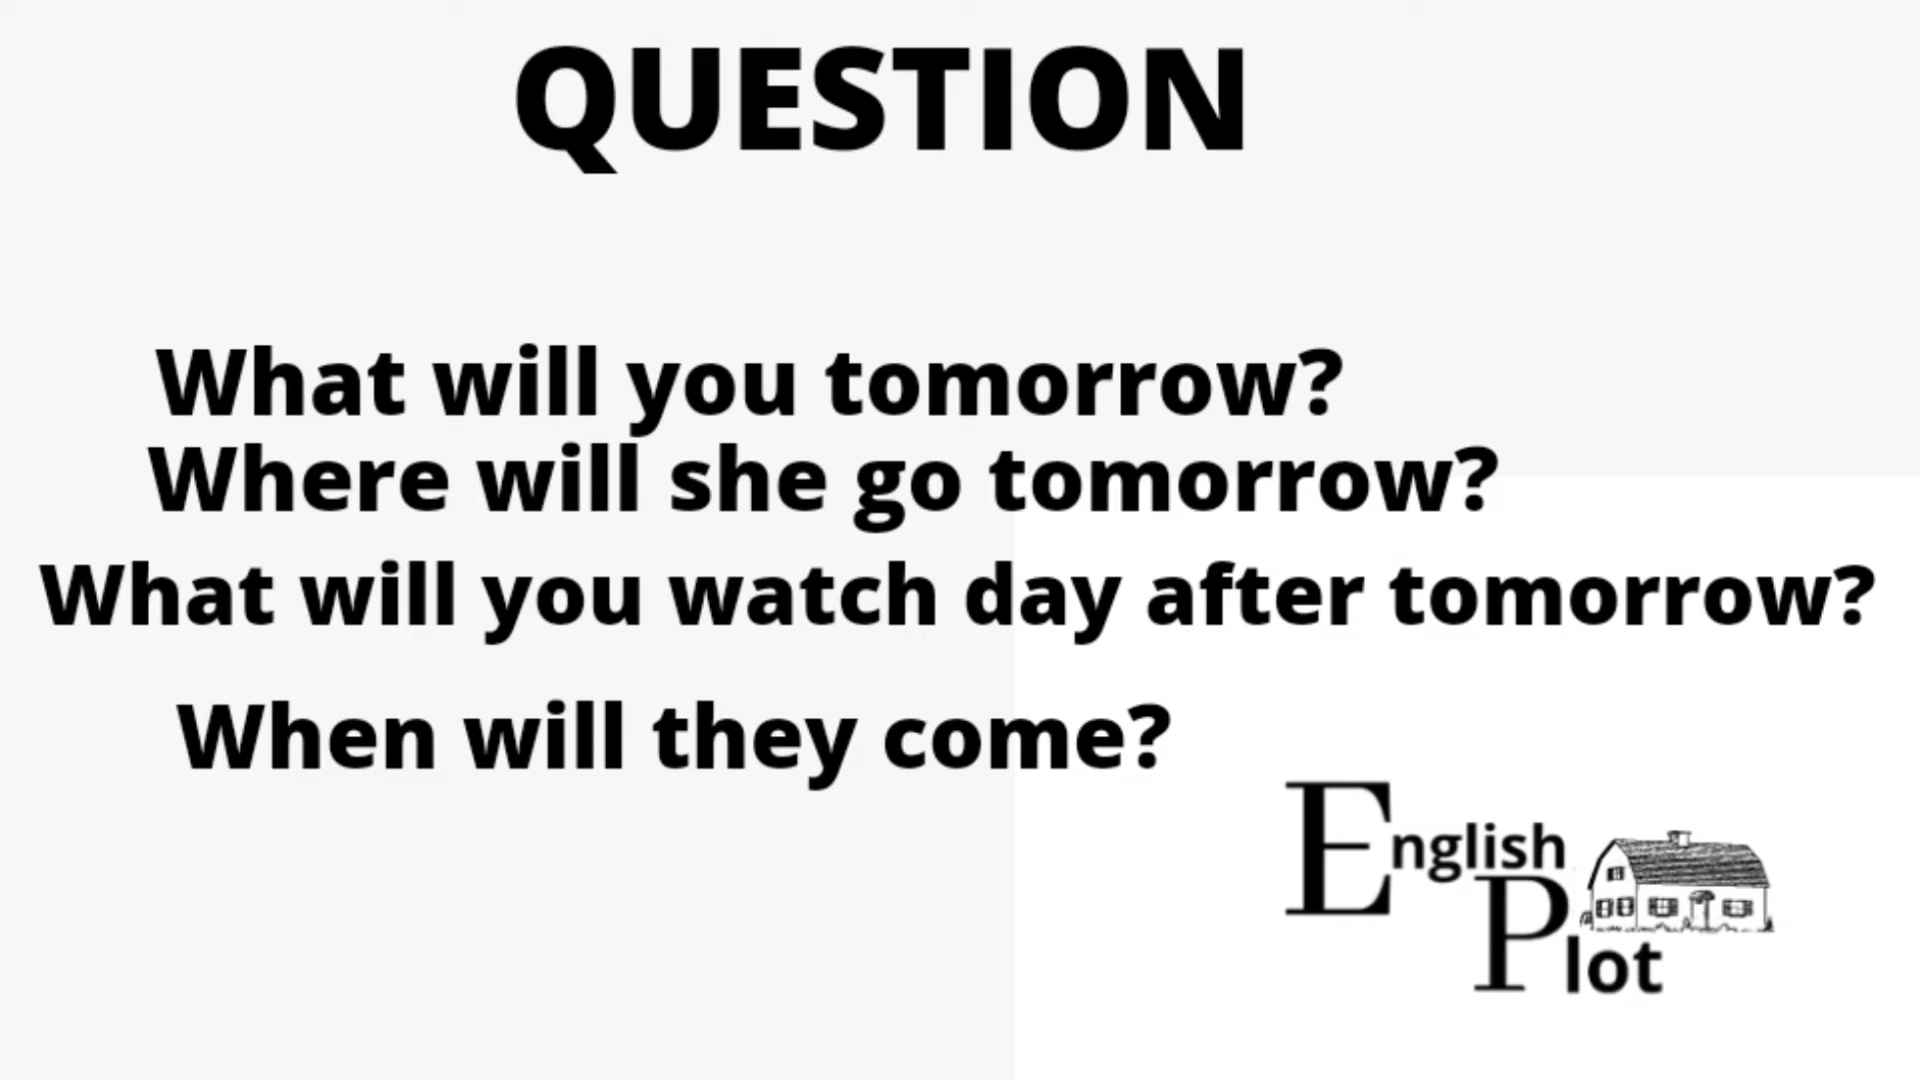 QUESTION
What will you tomorrow?
Where will she go tomorrow?
What will you watch day after tomorrow?
When will they come?
English
Plot